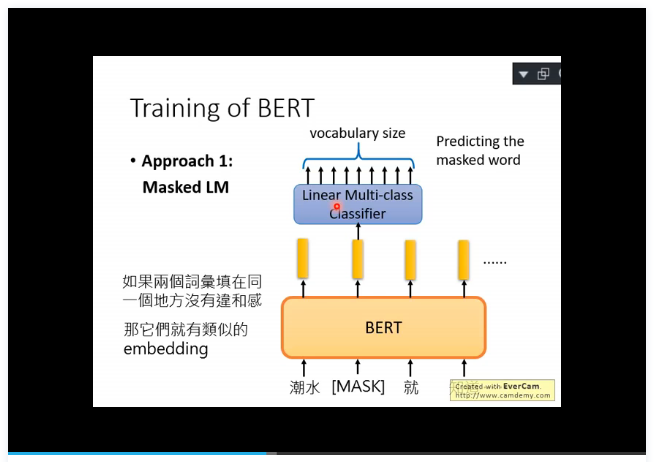 Training of BERT
• Approach 1:
Masked LM
vocabulary size
Predicting the
masked word
Linear Multi-class
Classifier
......
如果兩個詞彙填在同
一個地方沒有違和感
那它們就有類似的
embedding
BERT
潮水
[MASK]
就
Created with EverCam.
http://www.camdemy.com